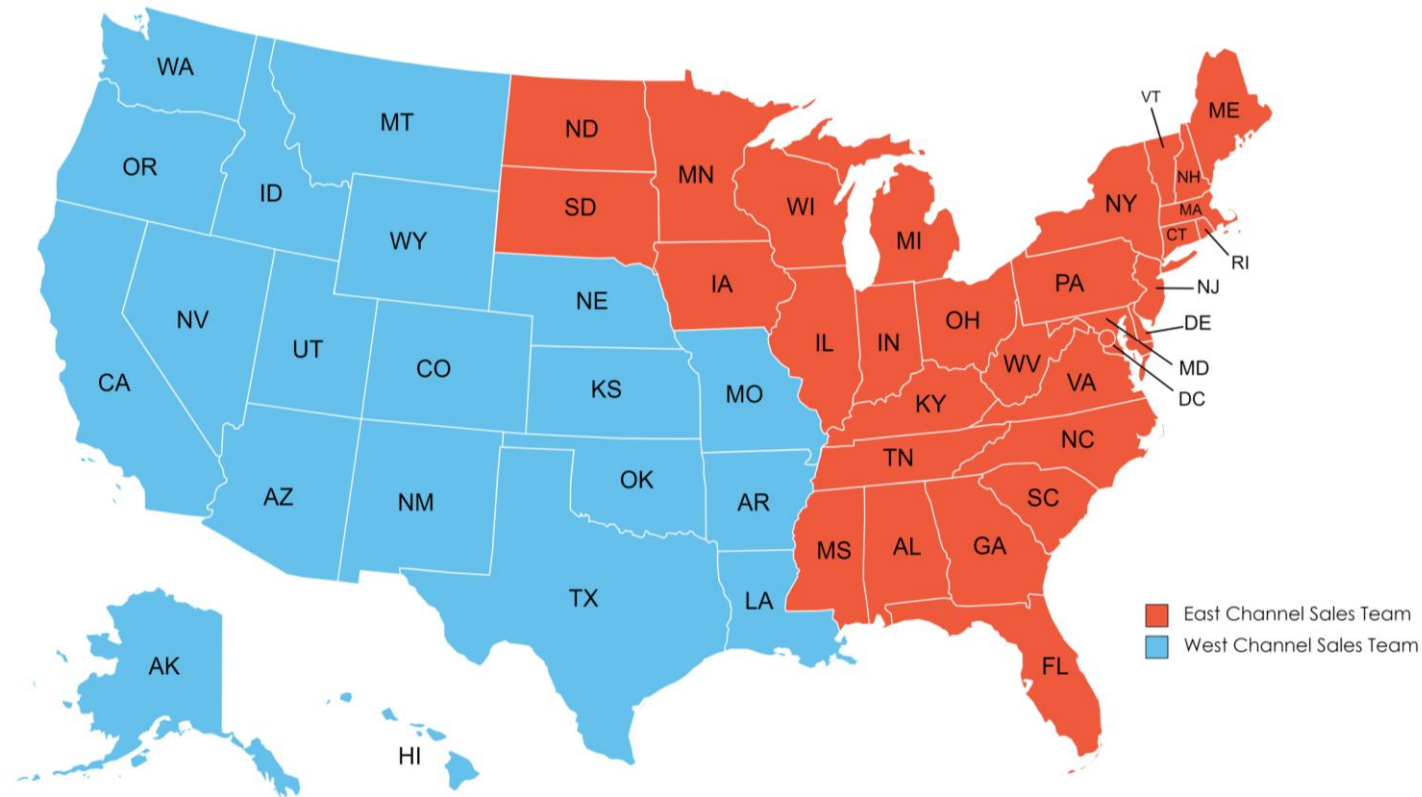 WA
MT
ND
MN
VT
ME
OR
ID
SD
WI
MI
NY
NH
MA
CT
RI
WY
IA
PA
NJ
NV
UT
CO
NE
IL
IN
OH
DE
MD
DC
WV
VA
CA
KS
MO
KY
NC
TN
AZ
NM
OK
AR
SC
MS
AL
GA
TX
LA
East Channel Sales Team
West Channel Sales Team
AK
FL
HI